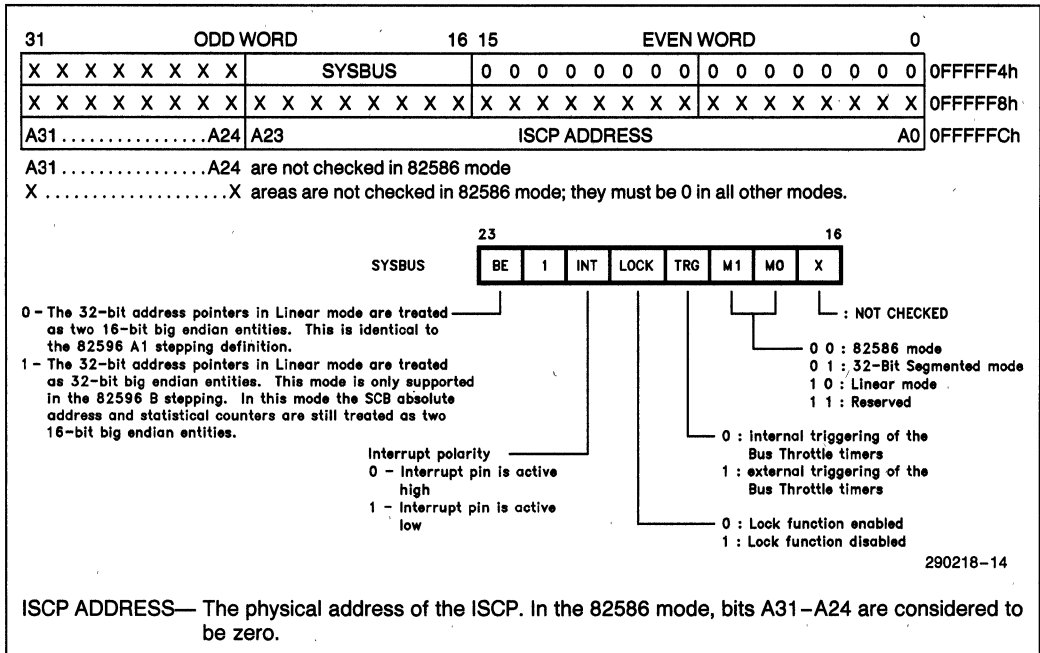 31 ODD WORD 16 15 EVEN WORD 0
X X X X X X X X SYSBUS 0 0 0 0 0 0 0 0 0 0 0 0 0 0 0 0 0FFFFF4h
X X X X X X X X X X X X X X X X X X X X X X X X X X X X X X X X 0FFFFF8h
A31 . . . . . . . . . . . . . . . . A24 A23 ISCP ADDRESS A0 0FFFFFCh
A31 . . . . . . . . . . . . . . . . A24 are not checked in 82586 mode
X . . . . . . . . . . . . . . . . . . . X areas are not checked in 82586 mode; they must be 0 in all other modes.
23 16
SYSBUS BE 1 INT LOCK TRG M1 M0 X
0 - The 32-bit address pointers in Linear mode are treated
as two 16-bit big endian entities. This is identical to
the 82596 A1 stepping definition.
1 - The 32-bit address pointers in Linear mode are treated
as 32-bit big endian entities. This mode is only supported
in the 82596 B stepping. In this mode the SCB absolute
address and statistical counters are still treated as two
16-bit big endian entities.
: NOT CHECKED
0 0 : 82586 mode
0 1 : 32-Bit Segmented mode
1 0 : Linear mode
1 1 : Reserved
Interrupt polarity
0 - Interrupt pin is active
high
1 - Interrupt pin is active
low
0 : internal triggering of the
Bus Throttle timers
1 : external triggering of the
Bus Throttle timers
0 : Lock function enabled
1 : Lock function disabled
290218-14
ISCP ADDRESS— The physical address of the ISCP. In the 82586 mode, bits A31–A24 are considered to
be zero.